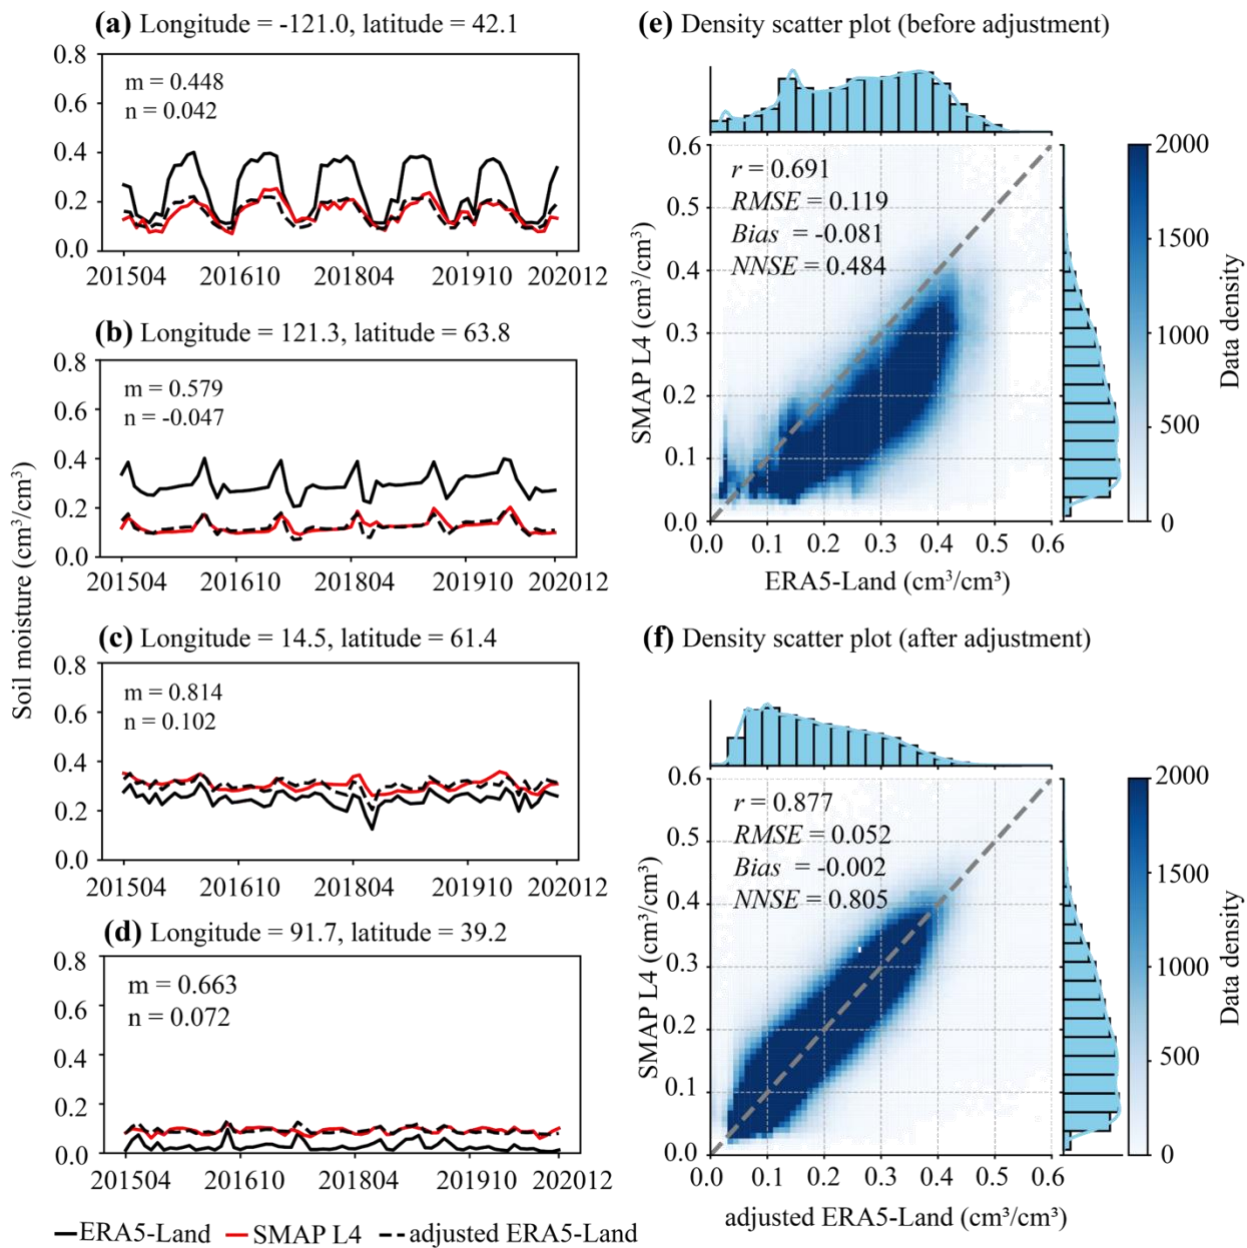 (a) Longitude = -121.0, latitude = 42.1
0.8
0.6
0.4
0.2
0.0
m = 0.448
n = 0.042
201504 201610 201804 201910 202012
(b) Longitude = 121.3, latitude = 63.8
0.8
0.6
0.4
0.2
0.0
m = 0.579
n = -0.047
201504 201610 201804 201910 202012
Soil moisture (cm³/cm³)
(c) Longitude = 14.5, latitude = 61.4
0.8
0.6
0.4
0.2
0.0
m = 0.814
n = 0.102
201504 201610 201804 201910 202012
(d) Longitude = 91.7, latitude = 39.2
0.8
0.6
0.4
0.2
0.0
m = 0.663
n = 0.072
201504 201610 201804 201910 202012
ERA5-Land SMAP L4 adjusted ERA5-Land
(e) Density scatter plot (before adjustment)
r = 0.691
RMSE = 0.119
Bias = -0.081
NNSE = 0.484
SMAP L4 (cm³/cm³)
0.6
0.5
0.4
0.3
0.2
0.1
0.0
0.0 0.1 0.2 0.3 0.4 0.5 0.6
ERA5-Land (cm³/cm³)
2000
1500
1000
500
0
Data density
(f) Density scatter plot (after adjustment)
r = 0.877
RMSE = 0.052
Bias = -0.002
NNSE = 0.805
SMAP L4 (cm³/cm³)
0.6
0.5
0.4
0.3
0.2
0.1
0.0
0.0 0.1 0.2 0.3 0.4 0.5 0.6
adjusted ERA5-Land (cm³/cm³)
2000
1500
1000
500
0
Data density